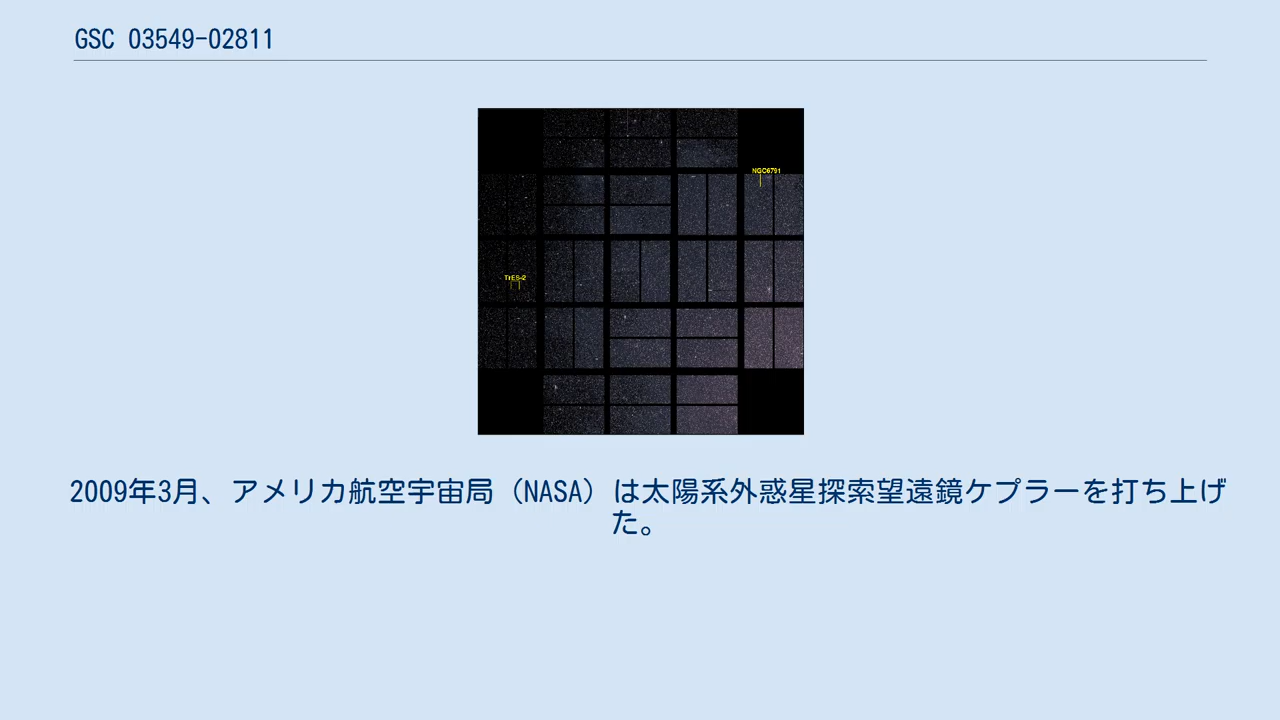 GSC 03549-02811
NGC6791
TrES-2
2009年3月、アメリカ航空宇宙局（NASA）は太陽系外惑星探索望遠鏡ケプラーを打ち上げ
た。